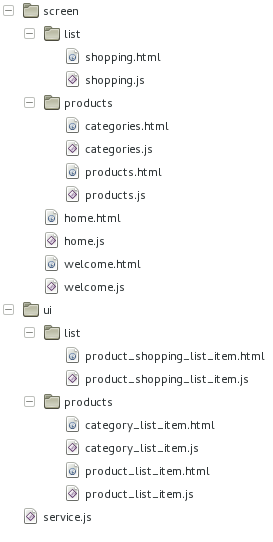 screen
list
shopping.html
shopping.js
products
categories.html
categories.js
products.html
products.js
home.html
home.js
welcome.html
welcome.js
ui
list
product_shopping_list_item.html
product_shopping_list_item.js
products
category_list_item.html
category_list_item.js
product_list_item.html
product_list_item.js
service.js